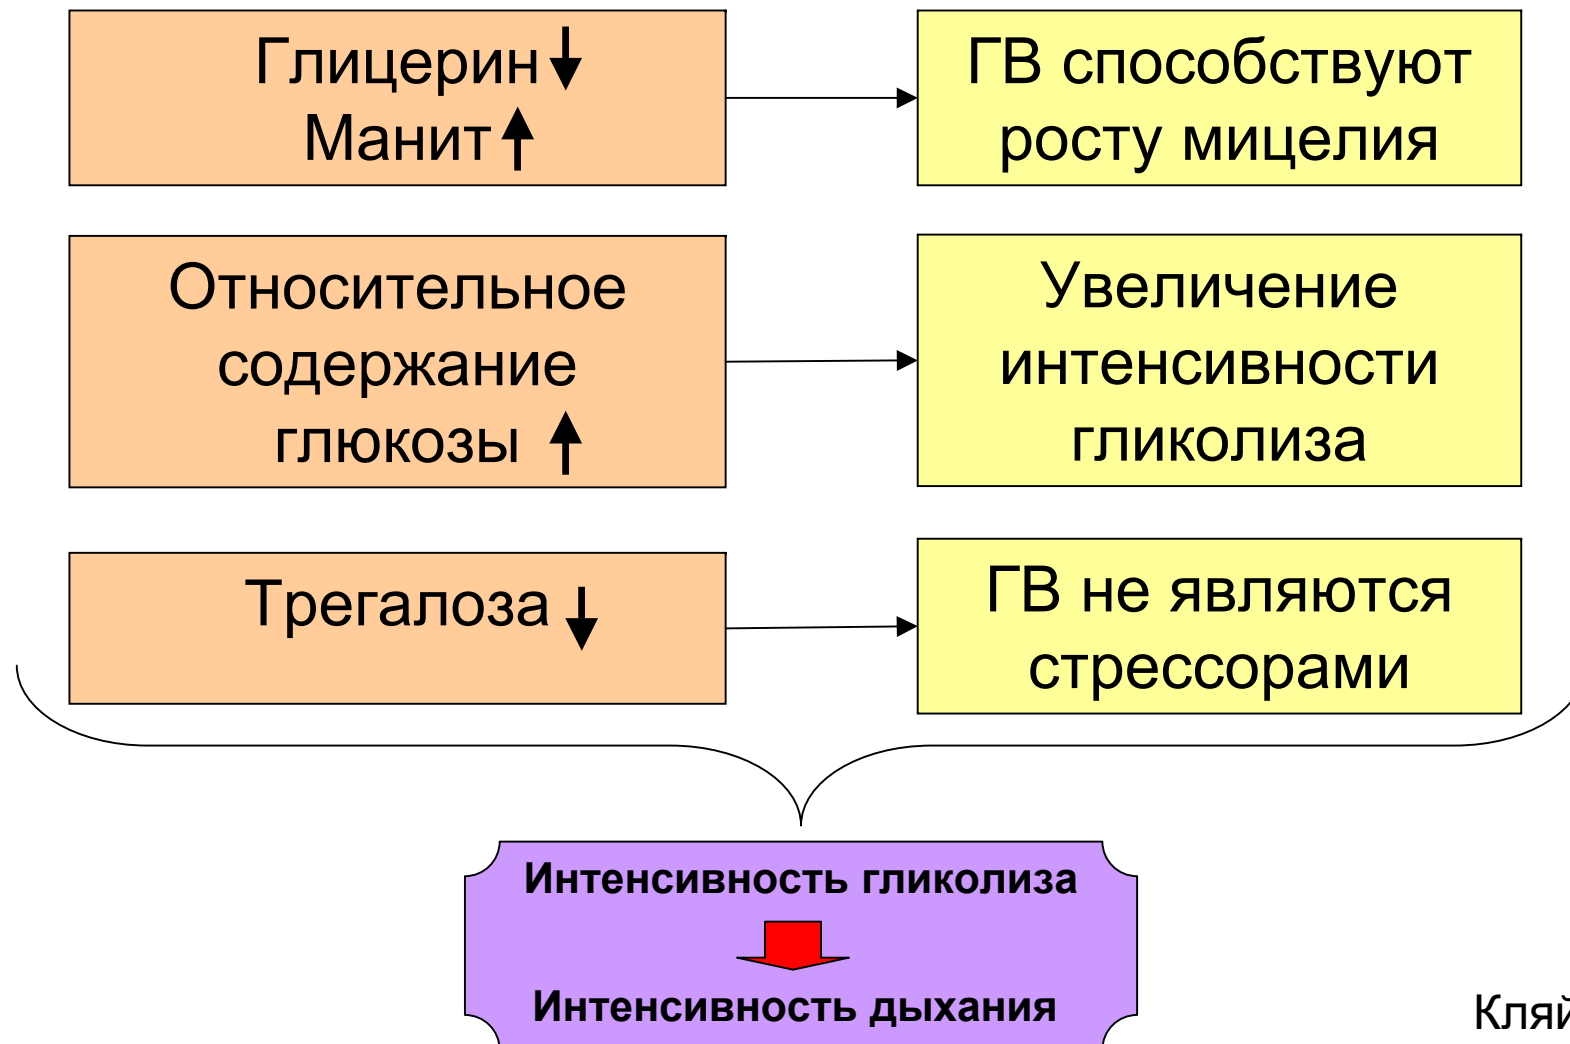 Глицерин
Манит
ГВ способствуют
росту мицелия
Относительное
содержание
глюкозы
Увеличение
интенсивности
гликолиза
Трегалоза
ГВ не являются
стрессорами
Интенсивность гликолиза
Интенсивность дыхания
Кляй